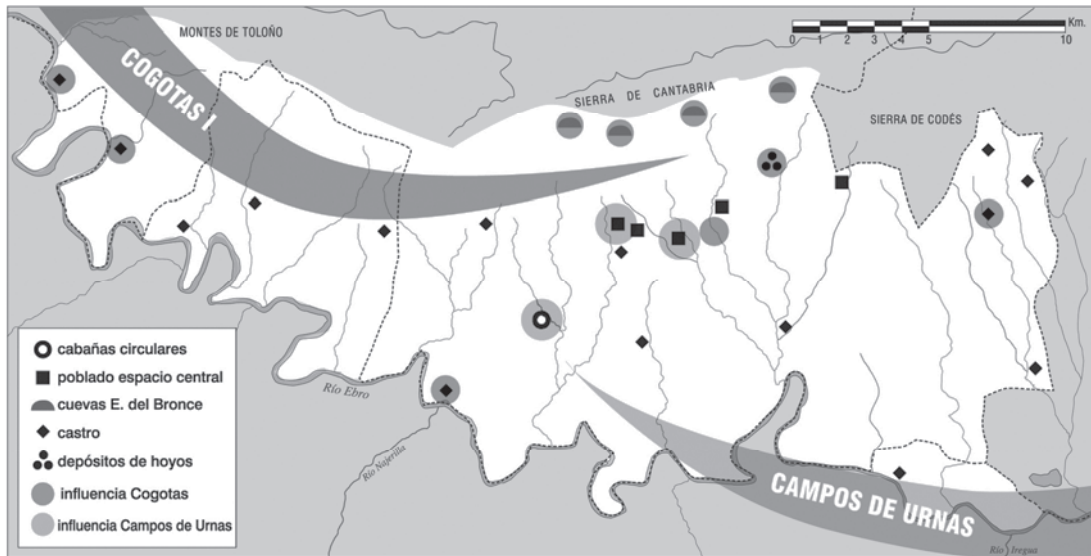 MONTES DE TOLOÑO
Km.
0 1 2 3 4 5 10
COGOTAS I
SIERRA DE CANTABRIA
SIERRA DE CODÉS
cabañas circulares
poblado espacio central
cuevas E. del Bronce
castro
depósitos de hoyos
influencia Cogotas
influencia Campos de Urnas
Río Ebro
Río Najerilla
CAMPOS DE URNAS
Río Iregua